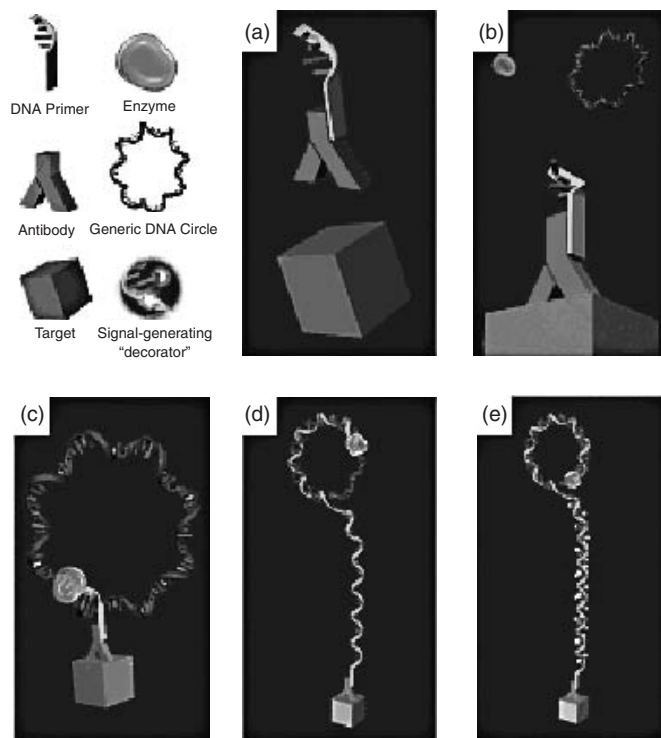 DNA Primer
Enzyme
Antibody
Generic DNA Circle
Target
Signal-generating
“decorator”
(a)
(b)
(c)
(d)
(e)